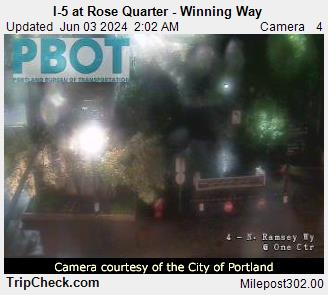 I-5 at Rose Quarter - Winning Way
Updated Jun 03 2024 2:02 AM Camera 4
PBOT
PORTLAND BUREAU OF TRANSPORTATION
4 - N. Ramsey Wy
@ One Ctr
Camera courtesy of the City of Portland
TripCheck.com Milepost302.00